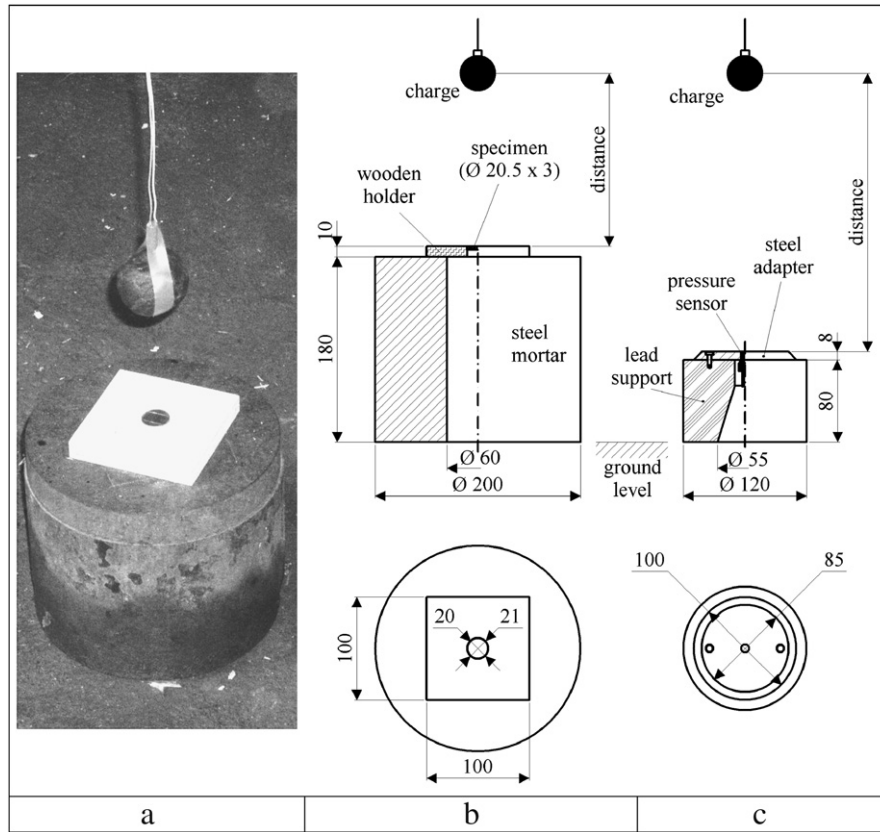 charge
distance
specimen
(Ø 20.5 x 3)
wooden
holder
10
180
steel
mortar
Ø 60
Ø 200
100
20
21
100
charge
distance
steel
adapter
pressure
sensor
8
lead
support
80
ground
level
Ø 55
Ø 120
100
85
a
b
c